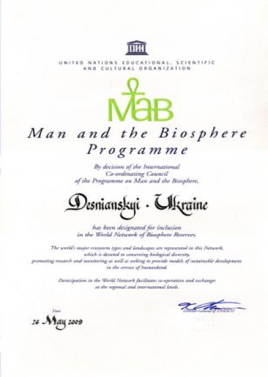 UNITED NATIONS EDUCATIONAL, SCIENTIFIC
AND CULTURAL ORGANIZATION
MaB
Man and the Biosphere
Programme
By decision of the International
Co-ordinating Council
of the Programme on Man and the Biosphere,
Desnianskyi · Ukraine
has been designated for inclusion
in the World Network of Biosphere Reserves.
The world's major ecosystem types and landscapes are represented in this Network,
which is devoted to conserving biological diversity,
promoting research and monitoring as well as seeking to provide models of sustainable development
in the service of humankind.
Participation in the World Network facilitates co-operation and exchanges
at the regional and international levels.
Date
26 May 2009